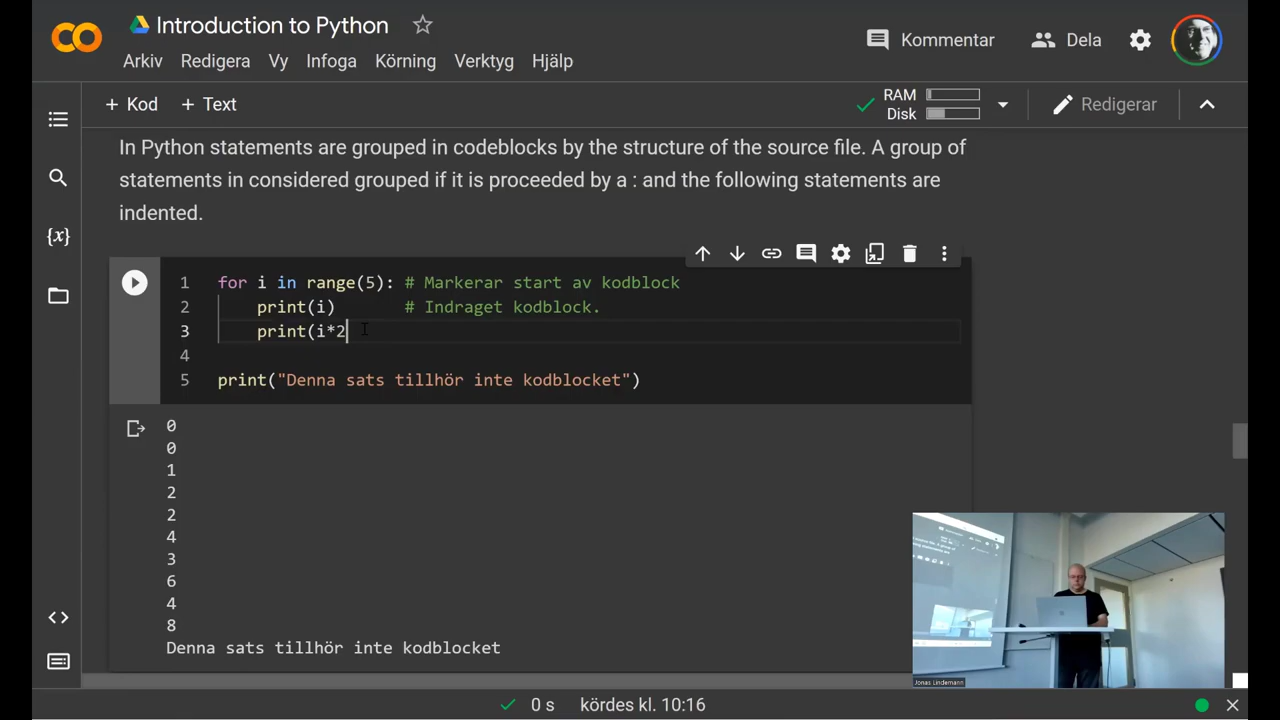 Introduction to Python
Arkiv Redigera Vy Infoga Körning Verktyg Hjälp
Kommentar Dela
+ Kod + Text
RAM
Disk
Redigerar
In Python statements are grouped in codeblocks by the structure of the source file. A group of
statements in considered grouped if it is proceeded by a : and the following statements are
indented.
1 for i in range(5): # Markerar start av kodblock
2 print(i) # Indraget kodblock.
3 print(i*2
4
5 print("Denna sats tillhör inte kodblocket")
0
0
1
2
2
4
3
6
4
8
Denna sats tillhör inte kodblocket
Jonas Lindemann
0 s kördes kl. 10:16